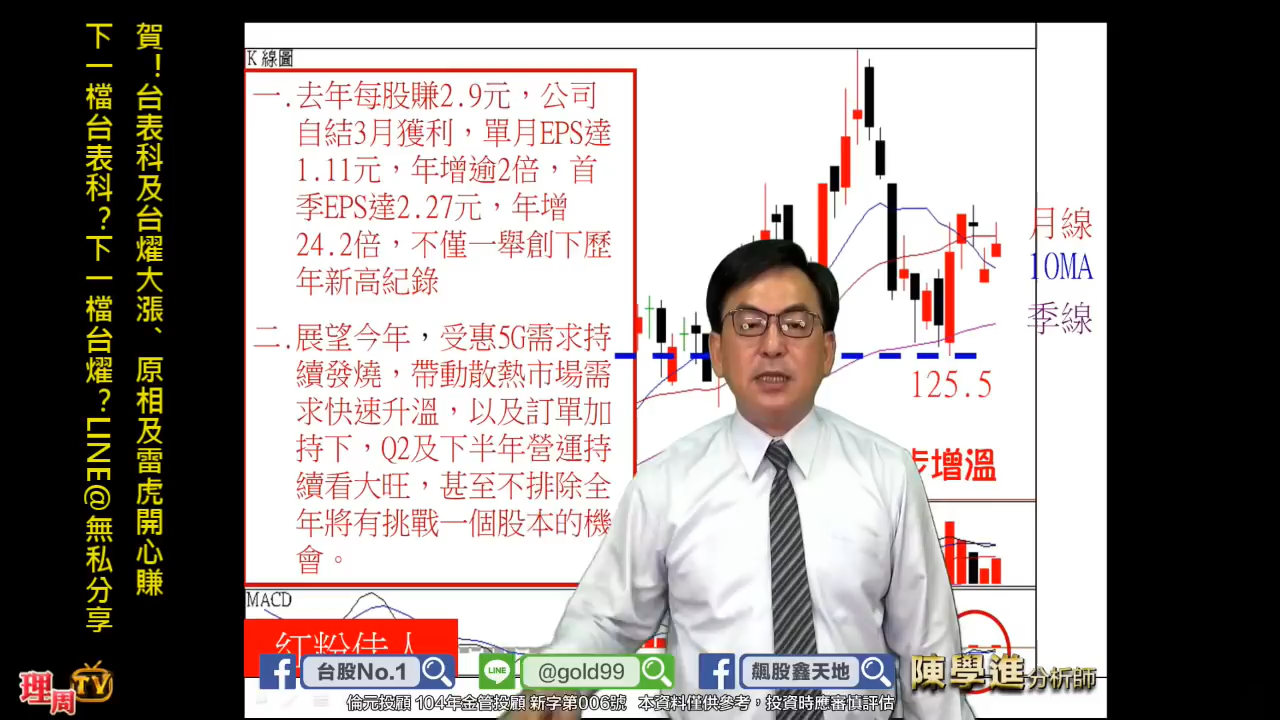 賀！台表科及台燿大漲、原相及雷虎開心賺
下一檔台表科？下一檔台燿？LINE@無私分享
K 線圖
一.去年每股賺2.9元，公司
自結3月獲利，單月EPS達
1.11元，年增逾2倍，首
季EPS達2.27元，年增
24.2倍，不僅一舉創下歷
年新高紀錄
二.展望今年，受惠5G需求持
續發燒，帶動散熱市場需
求快速升溫，以及訂單加
持下，Q2及下半年營運持
續看大旺，甚至不排除全
年將有挑戰一個股本的機
會。
月線
10MA
季線
125.5
步增溫
MACD
紅粉佳人
台股No.1
LINE
@gold99
飆股鑫天地
陳學進分析師
理周TV
倫元投顧 104年金管投顧 新字第006號 本資料僅供參考，投資時應審慎評估